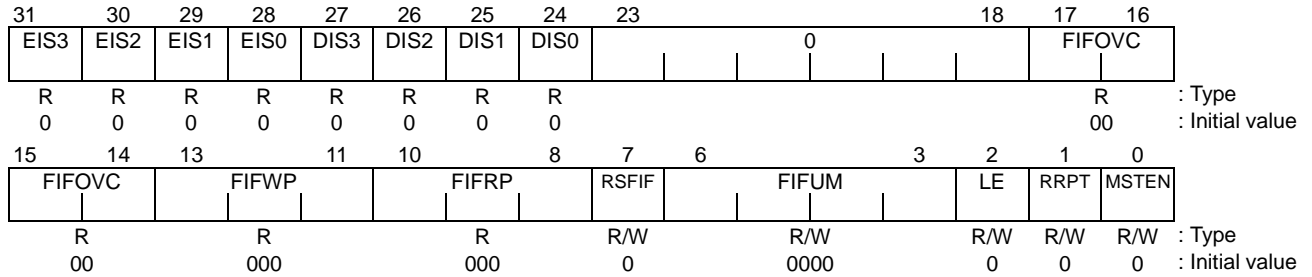 31 30 29 28 27 26 25 24 23 18 17 16
EIS3 EIS2 EIS1 EIS0 DIS3 DIS2 DIS1 DIS0 0 FIFOVC
R R R R R R R R R : Type
0 0 0 0 0 0 0 0 00 : Initial value
15 14 13 11 10 8 7 6 3 2 1 0
FIFOVC FIFWP FIFRP RSFIF FIFUM LE RRPT MSTEN
R R R R/W R/W R/W R/W R/W : Type
00 000 000 0 0000 0 0 0 : Initial value